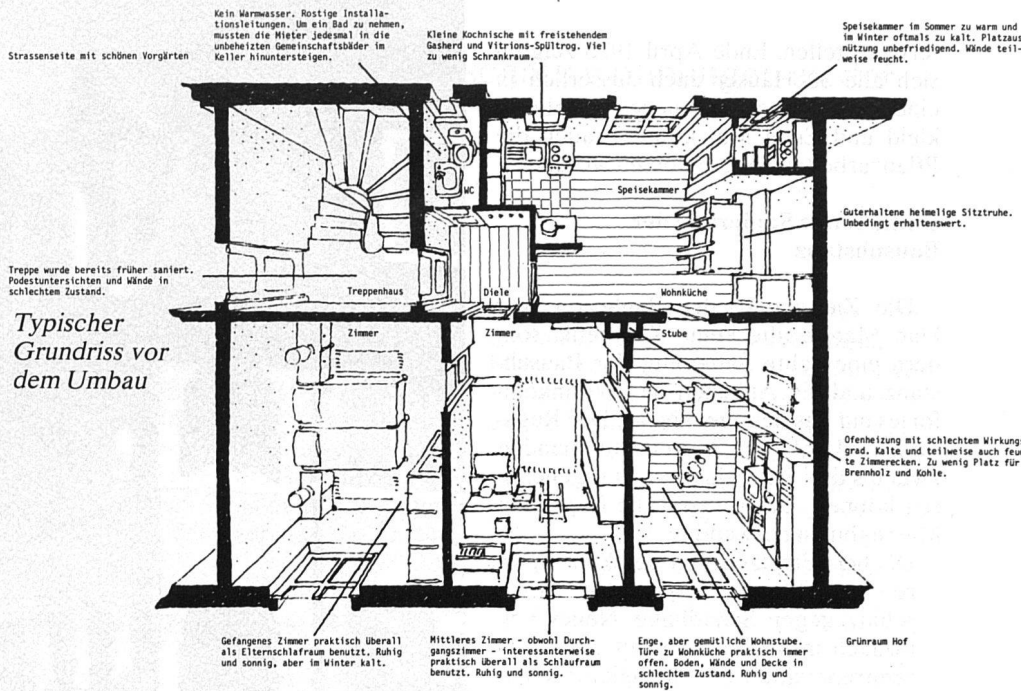 Kein Warmwasser. Rostige Installa-
tionsleitungen. Um ein Bad zu nehmen,
mussten die Mieter jedesmal in die
unbeheizten Gemeinschaftsbäder im
Keller hinuntersteigen.
Strassenseite mit schönen Vorgärten
Kleine Kochnische mit freistehendem
Gasherd und Vitrions-Spültrog. Viel
zu wenig Schrankraum.
Speisekammer im Sommer zu warm und
im Winter oftmals zu kalt. Platzaus-
nützung unbefriedigend. Wände teil-
weise feucht.
WC
Speisekammer
Guterhaltene heimelige Sitztruhe.
Unbedingt erhaltenswert.
Treppe wurde bereits früher saniert.
Podestuntersichten und Wände in
schlechtem Zustand.
Treppenhaus
Diele
Wohnküche
Typischer
Grundriss vor
dem Umbau
Zimmer
Zimmer
Stube
Ofenheizung mit schlechtem Wirkungs
grad. Kalte und teilweise auch feu
te Zimmerecken. Zu wenig Platz für
Brennholz und Kohle.
Gefangenes Zimmer praktisch überall
als Elternschlafraum benutzt. Ruhig
und sonnig, aber im Winter kalt.
Mittleres Zimmer - obwohl Durch-
gangszimmer - interessanterweise
praktisch überall als Schlaufraum
benutzt. Ruhig und sonnig.
Enge, aber gemütliche Wohnstube.
Türe zu Wohnküche praktisch immer
offen. Boden, Wände und Decke in
schlechtem Zustand. Ruhig und
sonnig.
Grünraum Hof